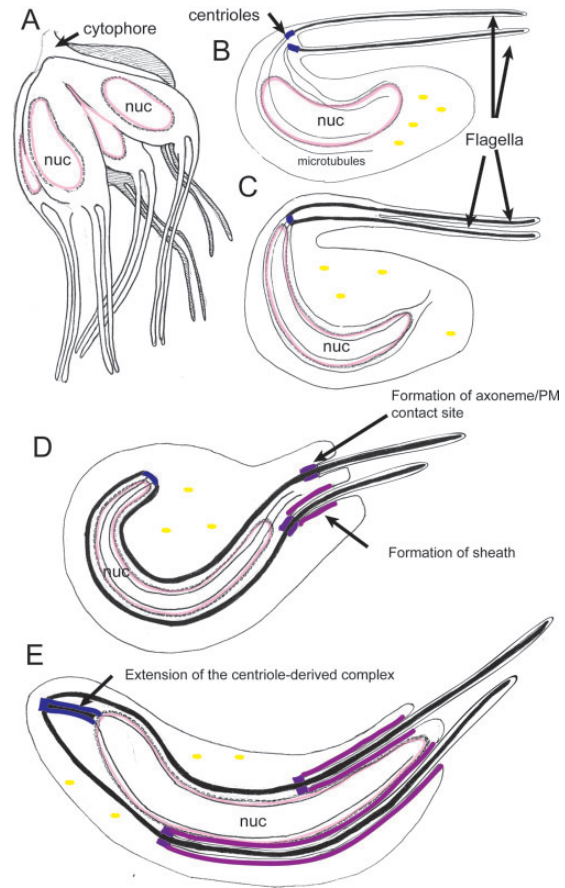 A
cytophore
nuc
nuc
centrioles
B
nuc
microtubules
Flagella
C
nuc
Formation of axoneme/PM
contact site
D
nuc
Formation of sheath
E
Extension of the centriole-derived complex
nuc